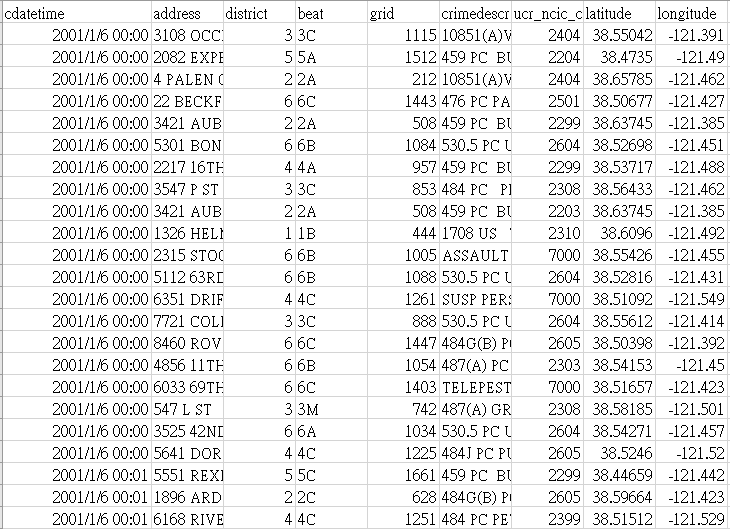 cdatetime address district beat grid crimedescr ucr_ncic_c latitude longitude
2001/1/6 00:00 3108 OCC 3 3C 1115 10851(A)V 2404 38.55042 -121.391
2001/1/6 00:00 2082 EXP 5 5A 1512 459 PC BU 2204 38.4735 -121.49
2001/1/6 00:00 4 PALEN 2 2A 212 10851(A)V 2404 38.65785 -121.462
2001/1/6 00:00 22 BECKF 6 6C 1443 476 PC PA 2501 38.50677 -121.427
2001/1/6 00:00 3421 AUB 2 2A 508 459 PC BU 2299 38.63745 -121.385
2001/1/6 00:00 5301 BON 6 6B 1084 530.5 PC U 2604 38.52698 -121.451
2001/1/6 00:00 2217 16TH 4 4A 957 459 PC BU 2299 38.53717 -121.488
2001/1/6 00:00 3547 P ST 3 3C 853 484 PC PE 2308 38.56433 -121.462
2001/1/6 00:00 3421 AUB 2 2A 508 459 PC BU 2203 38.63745 -121.385
2001/1/6 00:00 1326 HELM 1 1B 444 1708 US 2310 38.6096 -121.492
2001/1/6 00:00 2315 STOC 6 6B 1005 ASSAULT 7000 38.55426 -121.455
2001/1/6 00:00 5112 63RD 6 6B 1088 530.5 PC U 2604 38.52816 -121.431
2001/1/6 00:00 6351 DRIF 4 4C 1261 SUSP PERS 7000 38.51092 -121.549
2001/1/6 00:00 7721 COLL 3 3C 888 530.5 PC U 2604 38.55612 -121.414
2001/1/6 00:00 8460 ROV 6 6C 1447 484G(B) PC 2605 38.50398 -121.392
2001/1/6 00:00 4856 11TH 6 6B 1054 487(A) PC 2303 38.54153 -121.45
2001/1/6 00:00 6033 69TH 6 6C 1403 TELEPEST 7000 38.51657 -121.423
2001/1/6 00:00 547 L ST 3 3M 742 487(A) GR 2308 38.58185 -121.501
2001/1/6 00:00 3525 42ND 6 6A 1034 530.5 PC U 2604 38.54271 -121.457
2001/1/6 00:00 5641 DOR 4 4C 1225 484J PC PU 2605 38.5246 -121.52
2001/1/6 00:01 5551 REXI 5 5C 1661 459 PC BU 2299 38.44659 -121.442
2001/1/6 00:01 1896 ARD 2 2C 628 484G(B) PC 2605 38.59664 -121.423
2001/1/6 00:01 6168 RIVE 4 4C 1251 484 PC PE 2399 38.51512 -121.529